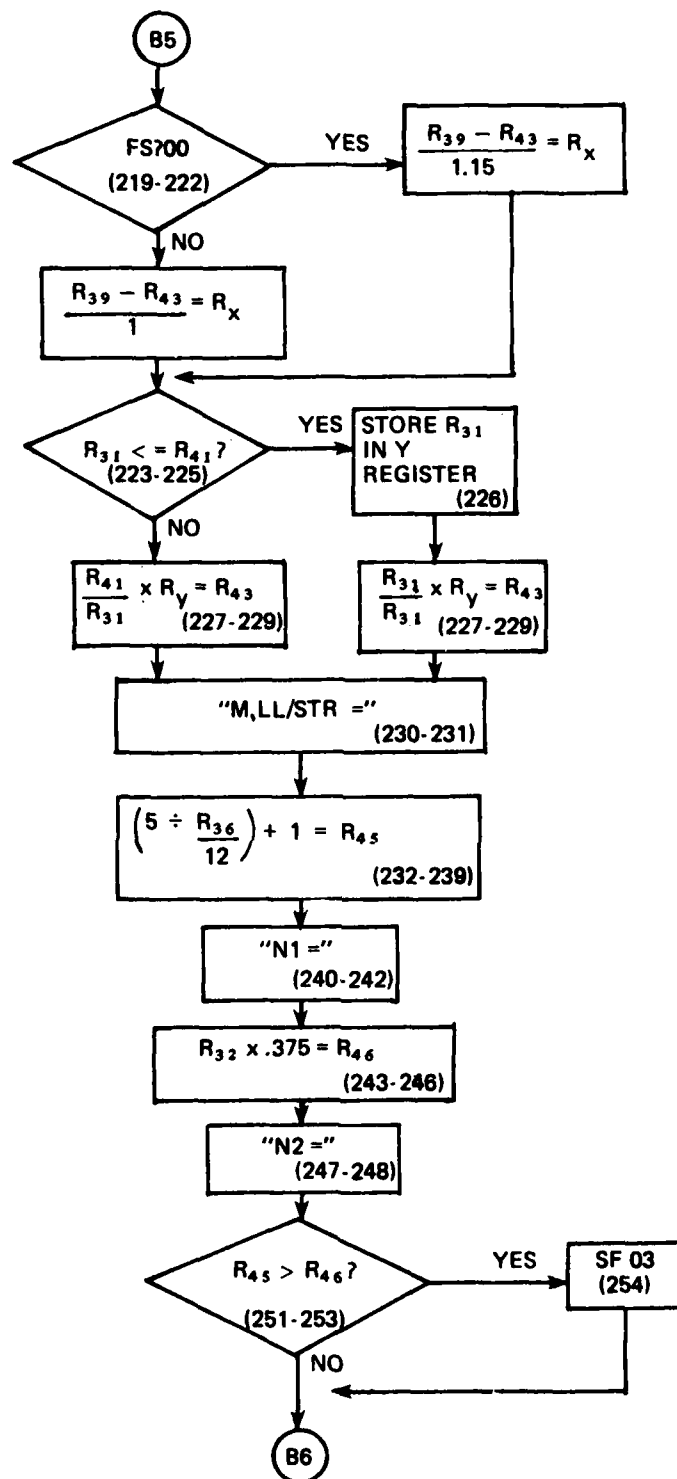 B5
FS?00
(219-222)
YES
R39 – R43 = Rx
1.15
NO
R39 – R43 = Rx
1
R31 < = R41?
(223-225)
YES
STORE R31
IN Y
REGISTER
(226)
NO
R41 x Ry = R43
R31
(227-229)
R31 x Ry = R43
R31
(227-229)
"M,LL/STR ="
(230-231)
(5 ÷ R36) + 1 = R45
12
(232-239)
"N1 ="
(240-242)
R32 x .375 = R46
(243-246)
"N2 ="
(247-248)
R45 > R46?
(251-253)
YES
SF 03
(254)
NO
B6